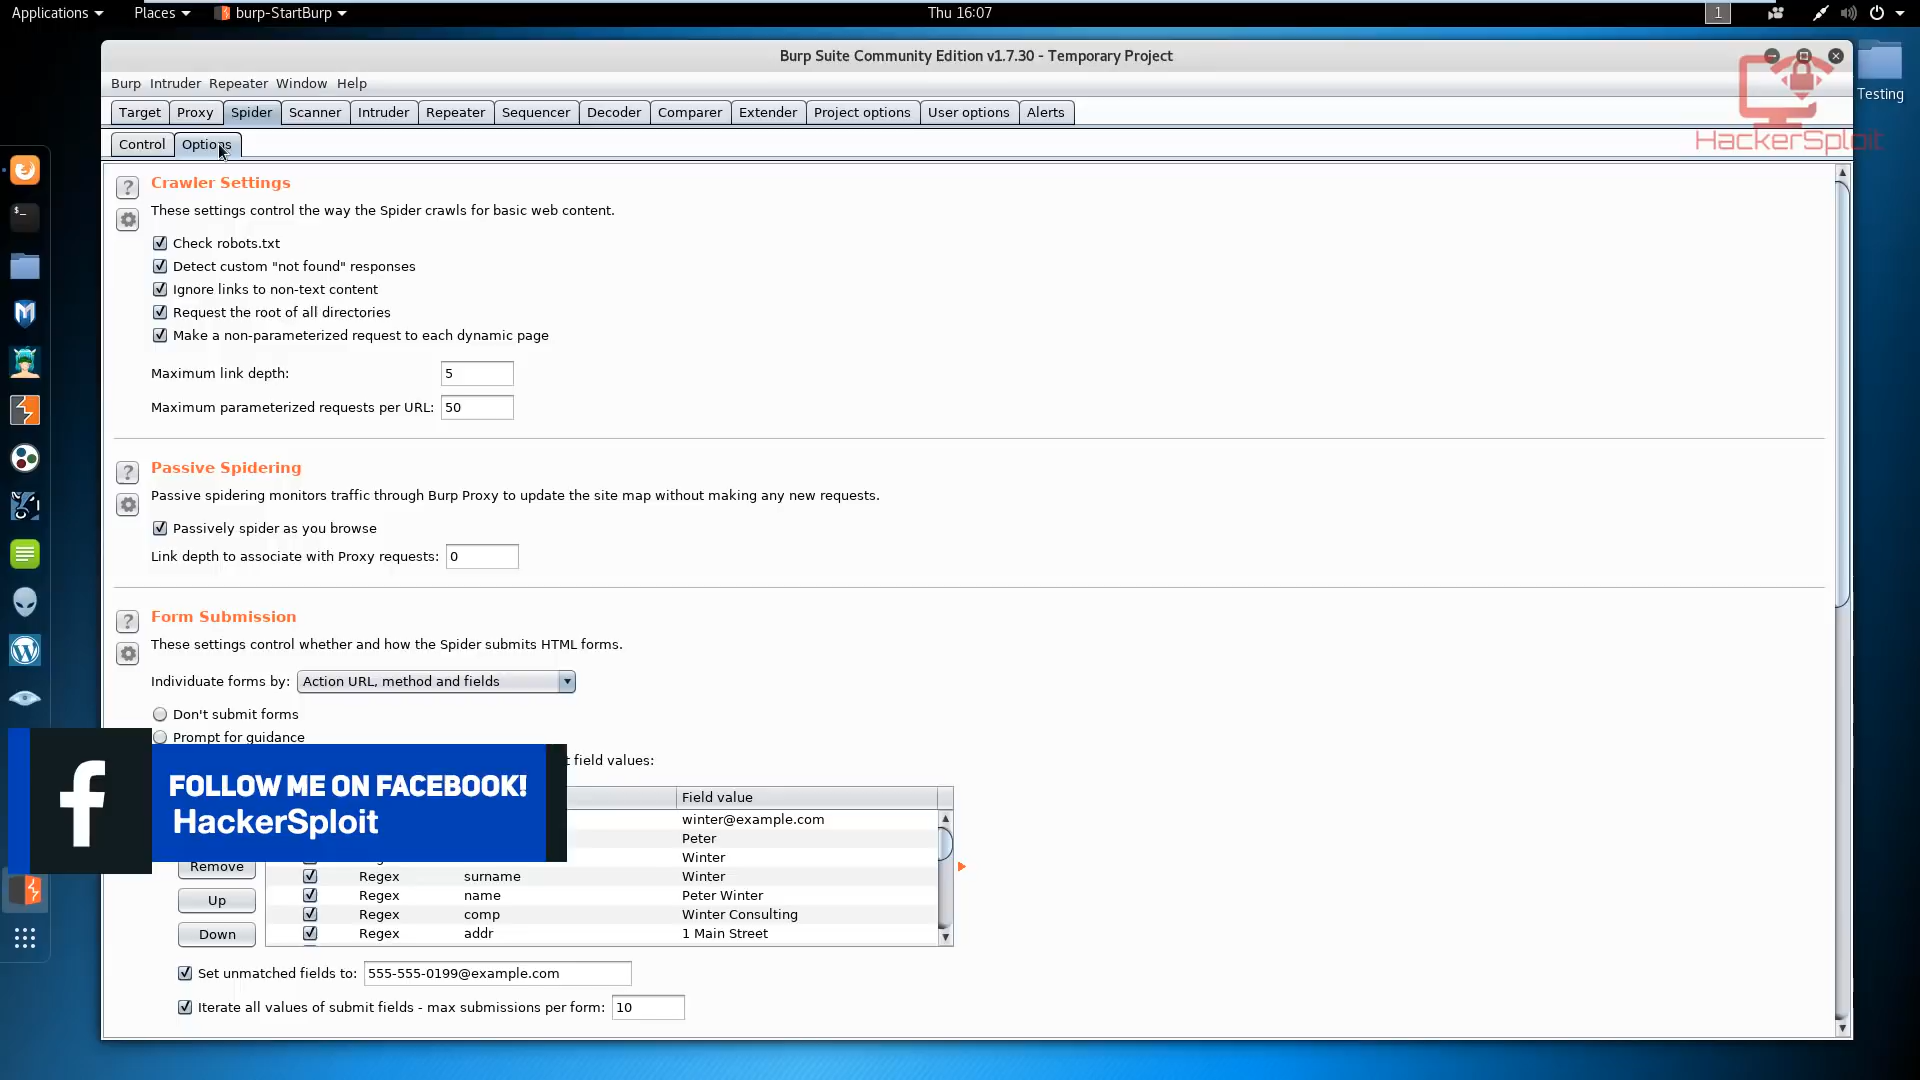 Applications Places burp-StartBurp Thu 16:07 1
Burp Suite Community Edition v1.7.30 - Temporary Project
Testing
Burp Intruder Repeater Window Help
HackerSploit
Target Proxy Spider Scanner Intruder Repeater Sequencer Decoder Comparer Extender Project options User options Alerts
Control Options
? Crawler Settings
These settings control the way the Spider crawls for basic web content.
Check robots.txt
Detect custom "not found" responses
Ignore links to non-text content
Request the root of all directories
Make a non-parameterized request to each dynamic page
Maximum link depth: 5
Maximum parameterized requests per URL: 50
? Passive Spidering
Passive spidering monitors traffic through Burp Proxy to update the site map without making any new requests.
Passively spider as you browse
Link depth to associate with Proxy requests: 0
? Form Submission
These settings control whether and how the Spider submits HTML forms.
Individuate forms by: Action URL, method and fields
Don't submit forms
Prompt for guidance
field values:
FOLLOW ME ON FACEBOOK!
HackerSploit
Field value
winter@example.com
Peter
Winter
Regex surname Winter
Regex name Peter Winter
Regex comp Winter Consulting
Regex addr 1 Main Street
Remove
Up
Down
Set unmatched fields to: 555-555-0199@example.com
Iterate all values of submit fields - max submissions per form: 10